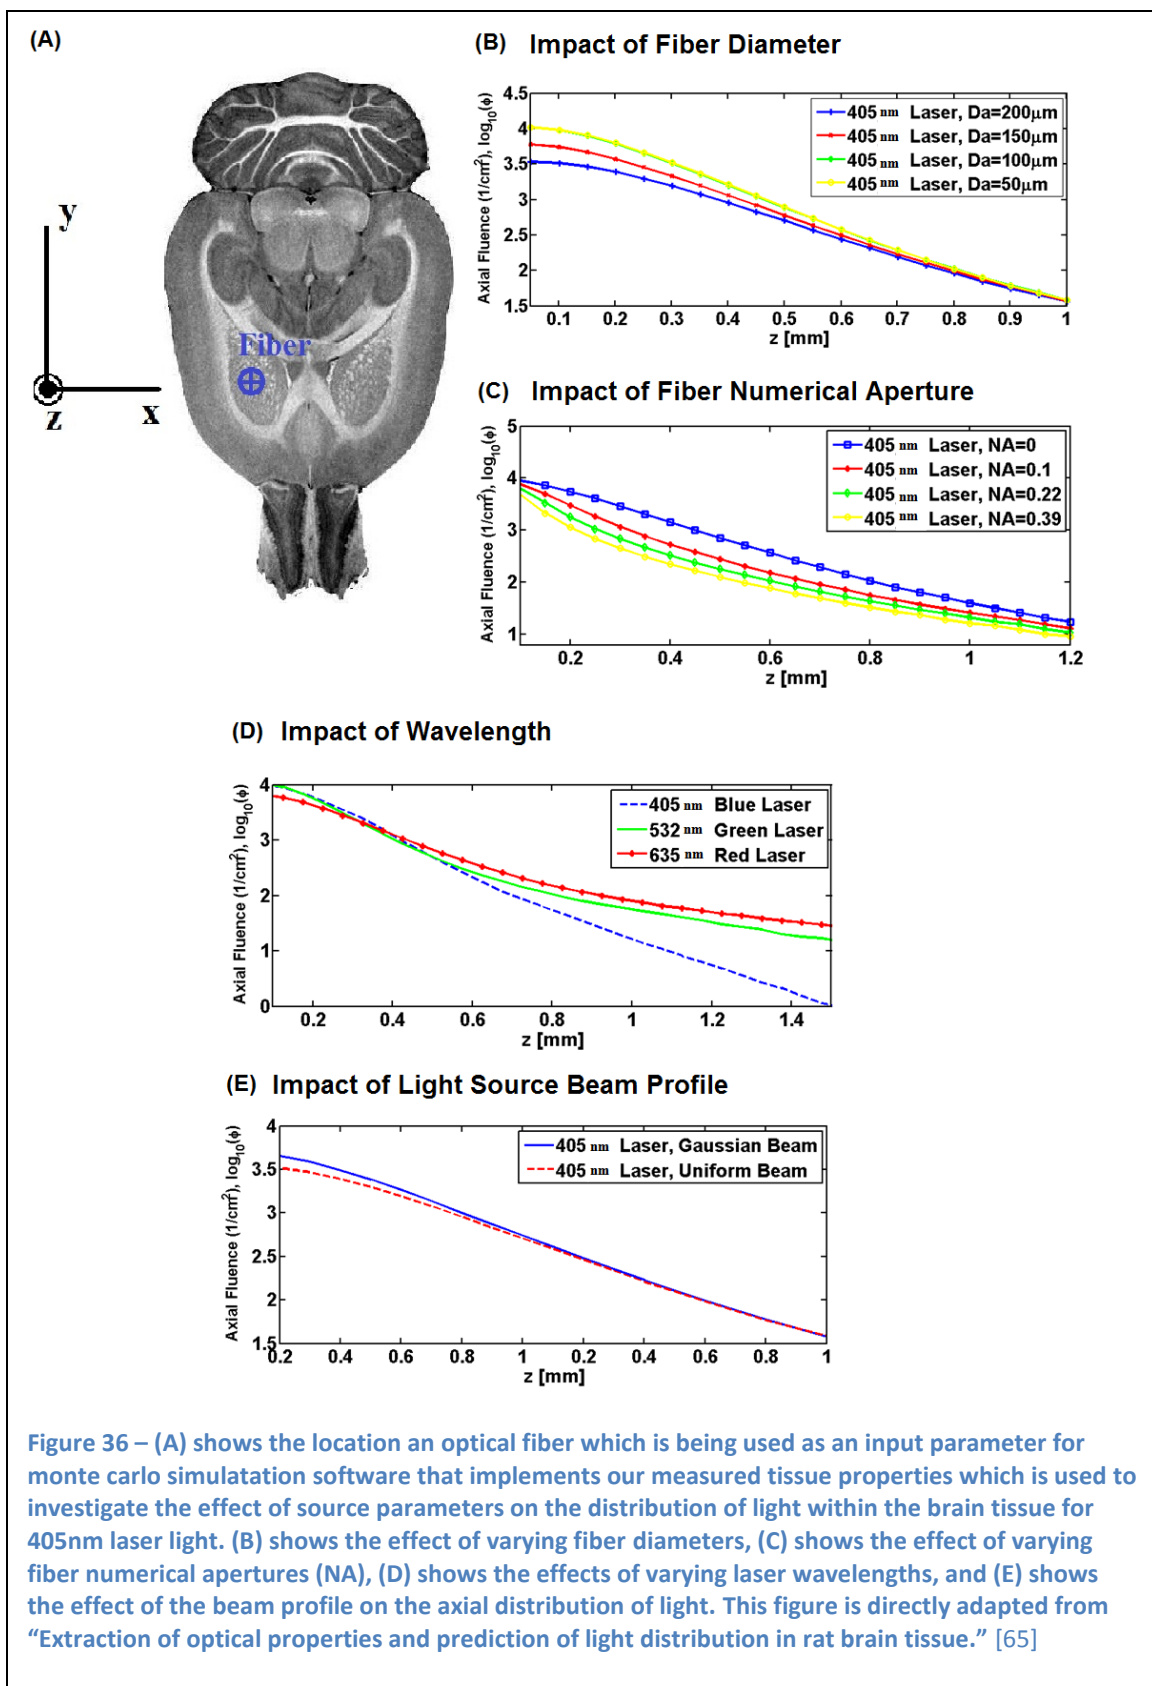 (A)
y
z
x
Fiber
(B) Impact of Fiber Diameter
Axial Fluence (1/cm²), log₁₀(ϕ)
4.5
4
3.5
3
2.5
2
1.5
405 nm Laser, Da=200μm
405 nm Laser, Da=150μm
405 nm Laser, Da=100μm
405 nm Laser, Da=50μm
0.1 0.2 0.3 0.4 0.5 0.6 0.7 0.8 0.9 1
z [mm]
(C) Impact of Fiber Numerical Aperture
Axial Fluence (1/cm²), log₁₀(ϕ)
5
4
3
2
1
405 nm Laser, NA=0
405 nm Laser, NA=0.1
405 nm Laser, NA=0.22
405 nm Laser, NA=0.39
0.2 0.4 0.6 0.8 1 1.2
z [mm]
(D) Impact of Wavelength
Axial Fluence (1/cm²), log₁₀(ϕ)
4
3
2
1
0
405 nm Blue Laser
532 nm Green Laser
635 nm Red Laser
0.2 0.4 0.6 0.8 1 1.2 1.4
z [mm]
(E) Impact of Light Source Beam Profile
Axial Fluence (1/cm²), log₁₀(ϕ)
4
3.5
3
2.5
2
1.5
405 nm Laser, Gaussian Beam
405 nm Laser, Uniform Beam
0.2 0.4 0.6 0.8 1 0.2 0.4 0.6 0.8 1
z [mm]
Figure 36 – (A) shows the location an optical fiber which is being used as an input parameter for
monte carlo simulatation software that implements our measured tissue properties which is used to
investigate the effect of source parameters on the distribution of light within the brain tissue for
405nm laser light. (B) shows the effect of varying fiber diameters, (C) shows the effect of varying
fiber numerical apertures (NA), (D) shows the effects of varying laser wavelengths, and (E) shows
the effect of the beam profile on the axial distribution of light. This figure is directly adapted from
“Extraction of optical properties and prediction of light distribution in rat brain tissue.” [65]